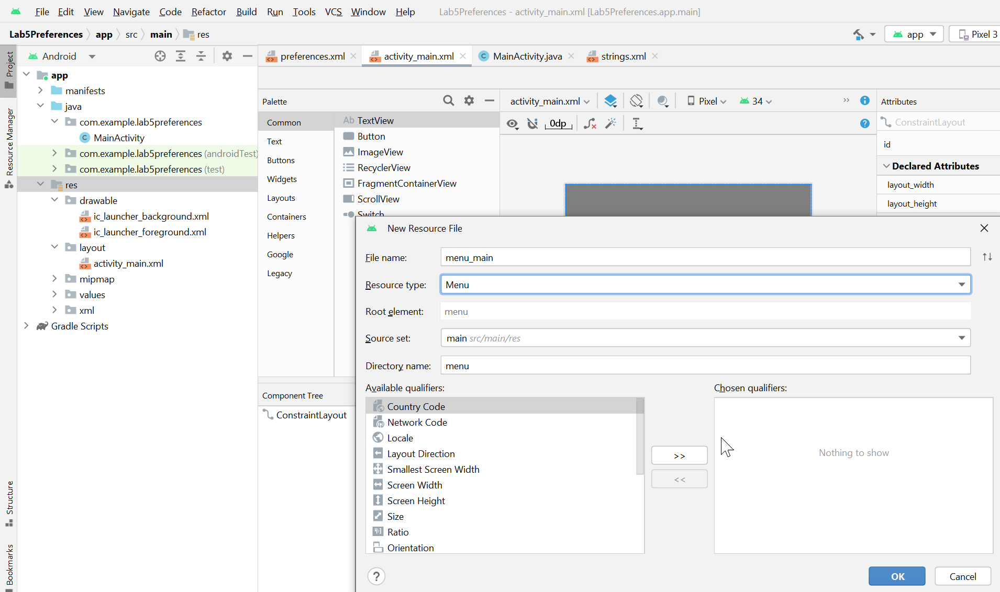 File Edit View Navigate Code Refactor Build Run Tools VCS Window Help Lab5Preferences - activity_main.xml [Lab5Preferences.app.main]
Lab5Preferences app src main res app Pixel 3
Project
Resource Manager
Structure
Bookmarks
Android
app
manifests
java
com.example.lab5preferences
MainActivity
com.example.lab5preferences (androidTest)
com.example.lab5preferences (test)
res
drawable
ic_launcher_background.xml
ic_launcher_foreground.xml
layout
activity_main.xml
mipmap
values
xml
Gradle Scripts
preferences.xml activity_main.xml MainActivity.java strings.xml
Palette
Common
Text
Buttons
Widgets
Layouts
Containers
Helpers
Google
Legacy
Ab TextView
Button
ImageView
RecyclerView
FragmentContainerView
ScrollView
Switch
Component Tree
ConstraintLayout
activity_main.xml Pixel 34
0dp
Attributes
ConstraintLayout
id
Declared Attributes
layout_width
layout_height
New Resource File
File name: menu_main
Resource type: Menu
Root element: menu
Source set: main src/main/res
Directory name: menu
Available qualifiers:
Country Code
Network Code
Locale
Layout Direction
Smallest Screen Width
Screen Width
Screen Height
Size
Ratio
Orientation
>>
<<
Chosen qualifiers:
Nothing to show
?
OK Cancel